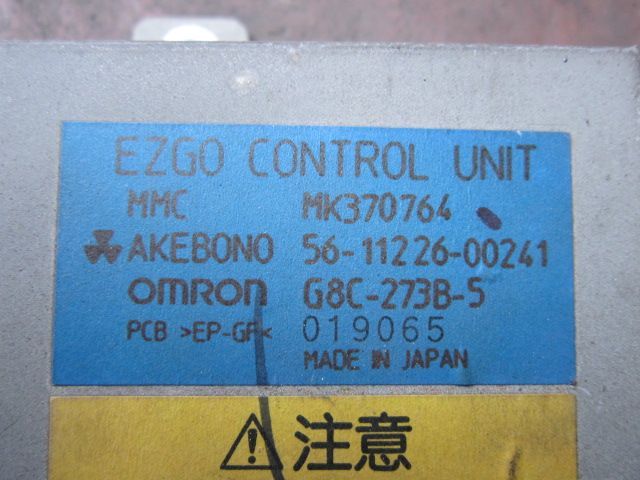 EZGO CONTROL UNIT
MMC MK370764
AKEBONO 56-11226-00241
OMRON G8C-273B-S
PCB >EP-GF< 019065
MADE IN JAPAN
注意